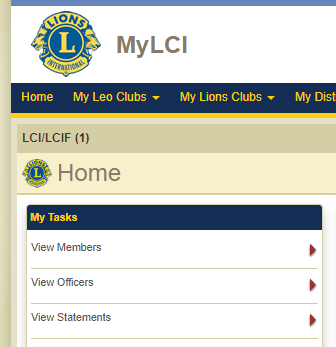 LIONS
L
INTERNATIONAL
MyLCI
Home My Leo Clubs My Lions Clubs My Dist
LCI/LCIF (1)
Home
My Tasks
View Members
View Officers
View Statements